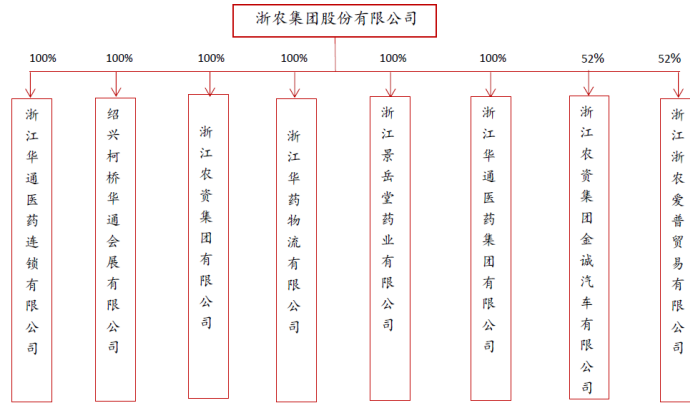 浙农集团股份有限公司
100% 100% 100% 100% 100% 100% 52% 52%
浙江华通医药连锁有限公司
绍兴柯桥华通会展有限公司
浙江农资集团有限公司
浙江华药物流有限公司
浙江景岳堂药业有限公司
浙江华通医药集团有限公司
浙江农资集团金诚汽车有限公司
浙江浙农爱普贸易有限公司